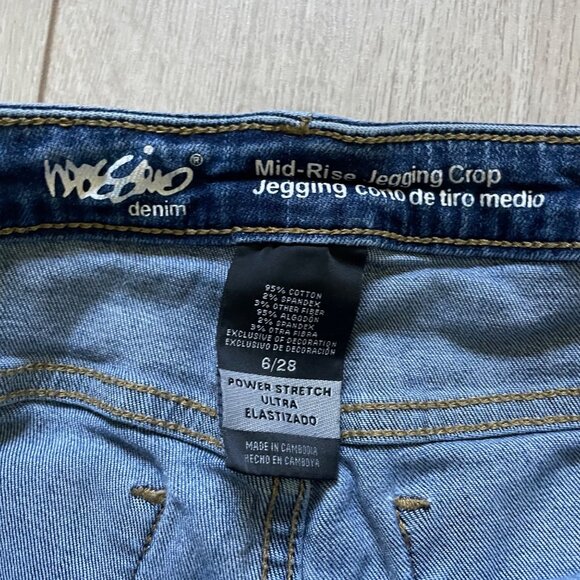 mossimo®
denim
Mid-Rise Jegging Crop
Jegging corto de tiro medio
95% COTTON
2% SPANDEX
3% OTHER FIBER
95% ALGODÓN
2% SPANDEX
3% OTRA FIBRA
EXCLUSIVE OF DECORATION
EXCLUSIVO DE DECORACIÓN
6/28
POWER STRETCH
ULTRA
ELASTIZADO
MADE IN CAMBODIA
HECHO EN CAMBOYA